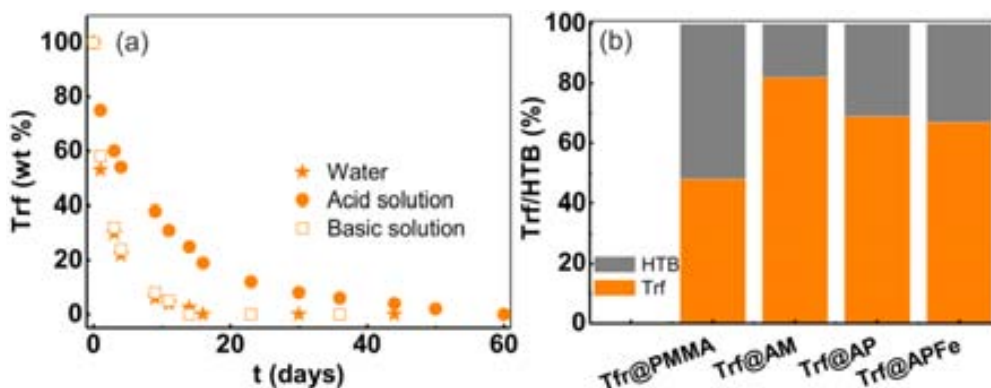 (a)
Trf (wt %)
100
80
60
40
20
0
Water
Acid solution
Basic solution
0 20 40 60
t (days)
(b)
Trf/HTB (%)
100
80
60
40
20
0
HTB
Trf
Tfr@PMMA
Trf@AM
Trf@AP
Trf@APFe